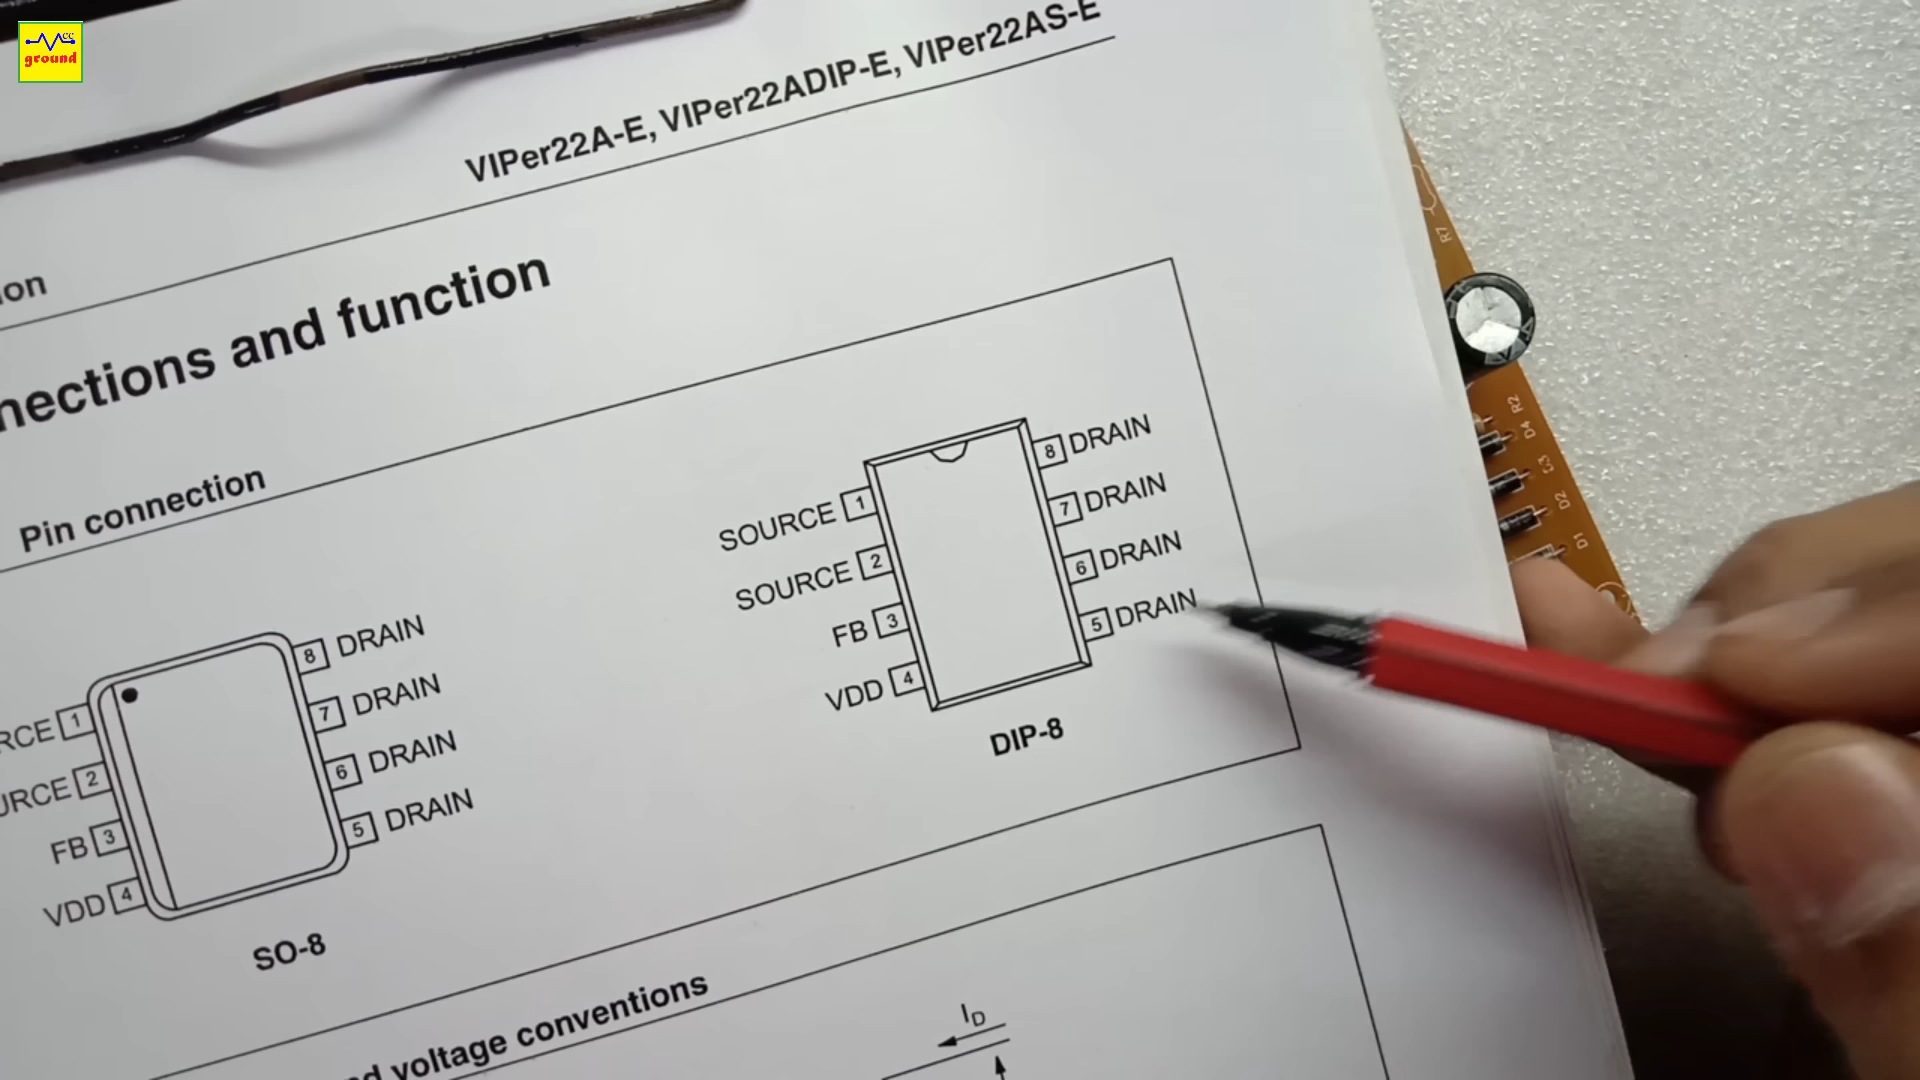 cc
ground
VIPer22A-E, VIPer22ADIP-E, VIPer22AS-E
ion
nections and function
Pin connection
SOURCE 1
SOURCE 2
FB 3
VDD 4
8 DRAIN
7 DRAIN
6 DRAIN
5 DRAIN
DIP-8
RCE 1
URCE 2
FB 3
VDD 4
8 DRAIN
7 DRAIN
6 DRAIN
5 DRAIN
SO-8
d voltage conventions
ID
R7
R2
D4
D2
D1